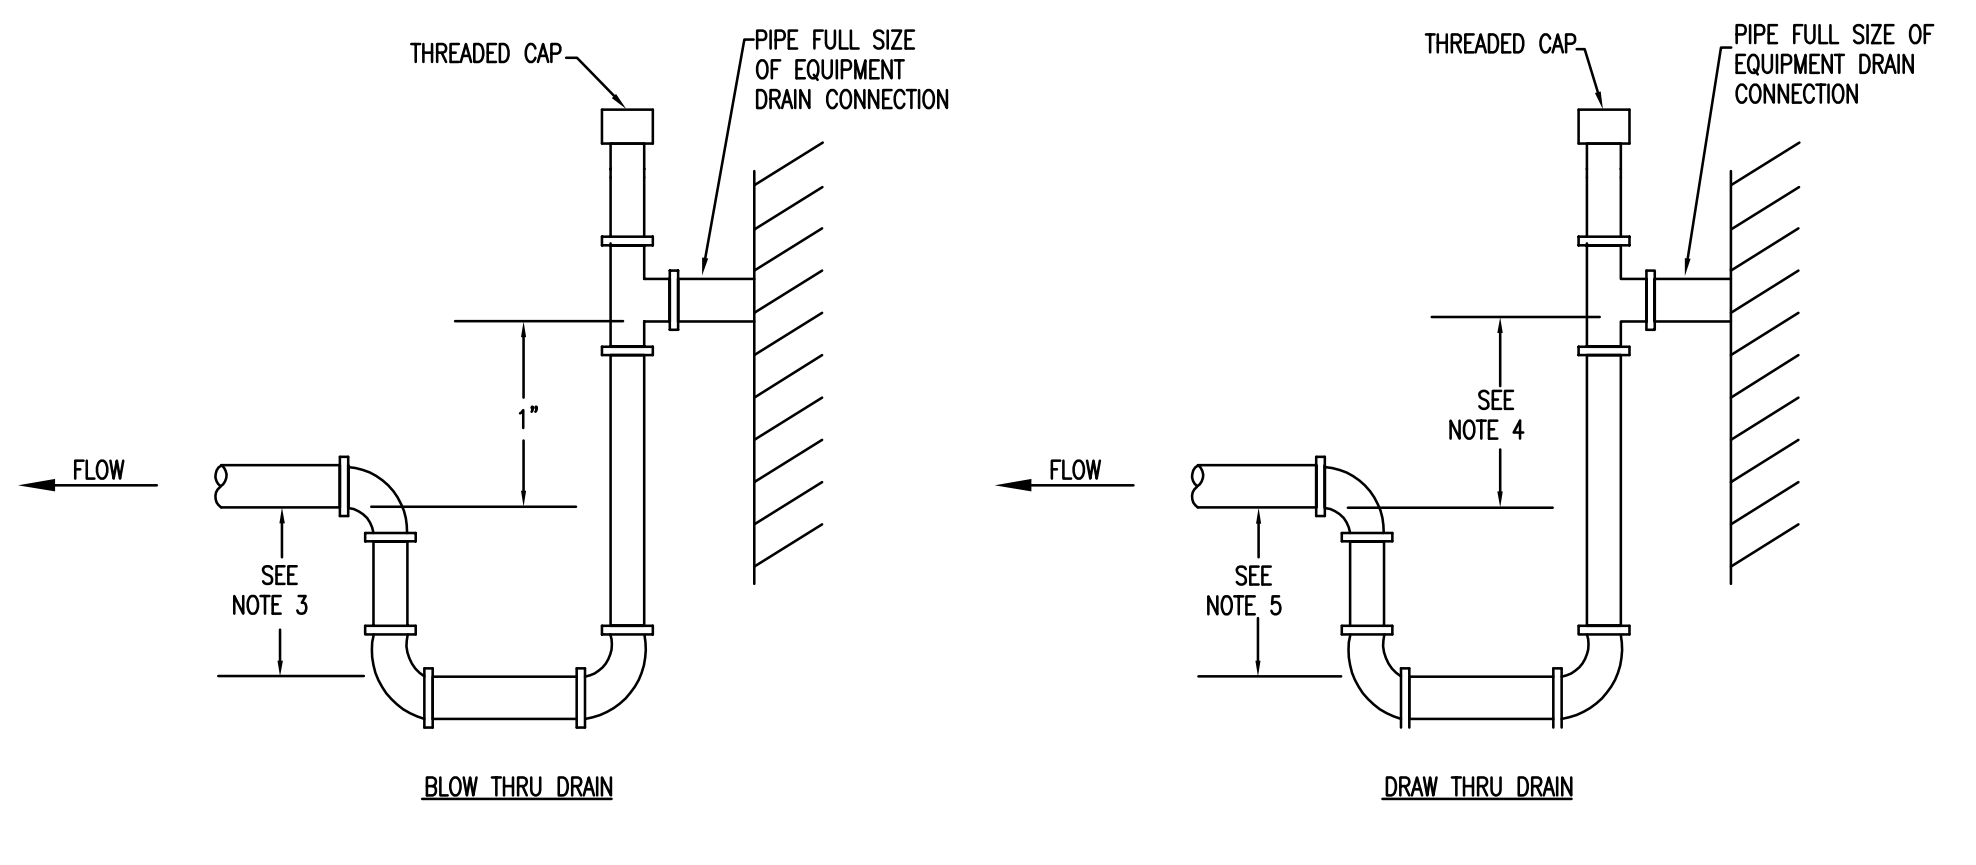 THREADED CAP
PIPE FULL SIZE
OF EQUIPMENT
DRAIN CONNECTION
1"
FLOW
SEE
NOTE 3
BLOW THRU DRAIN
THREADED CAP
PIPE FULL SIZE OF
EQUIPMENT DRAIN
CONNECTION
SEE
NOTE 4
FLOW
SEE
NOTE 5
DRAW THRU DRAIN